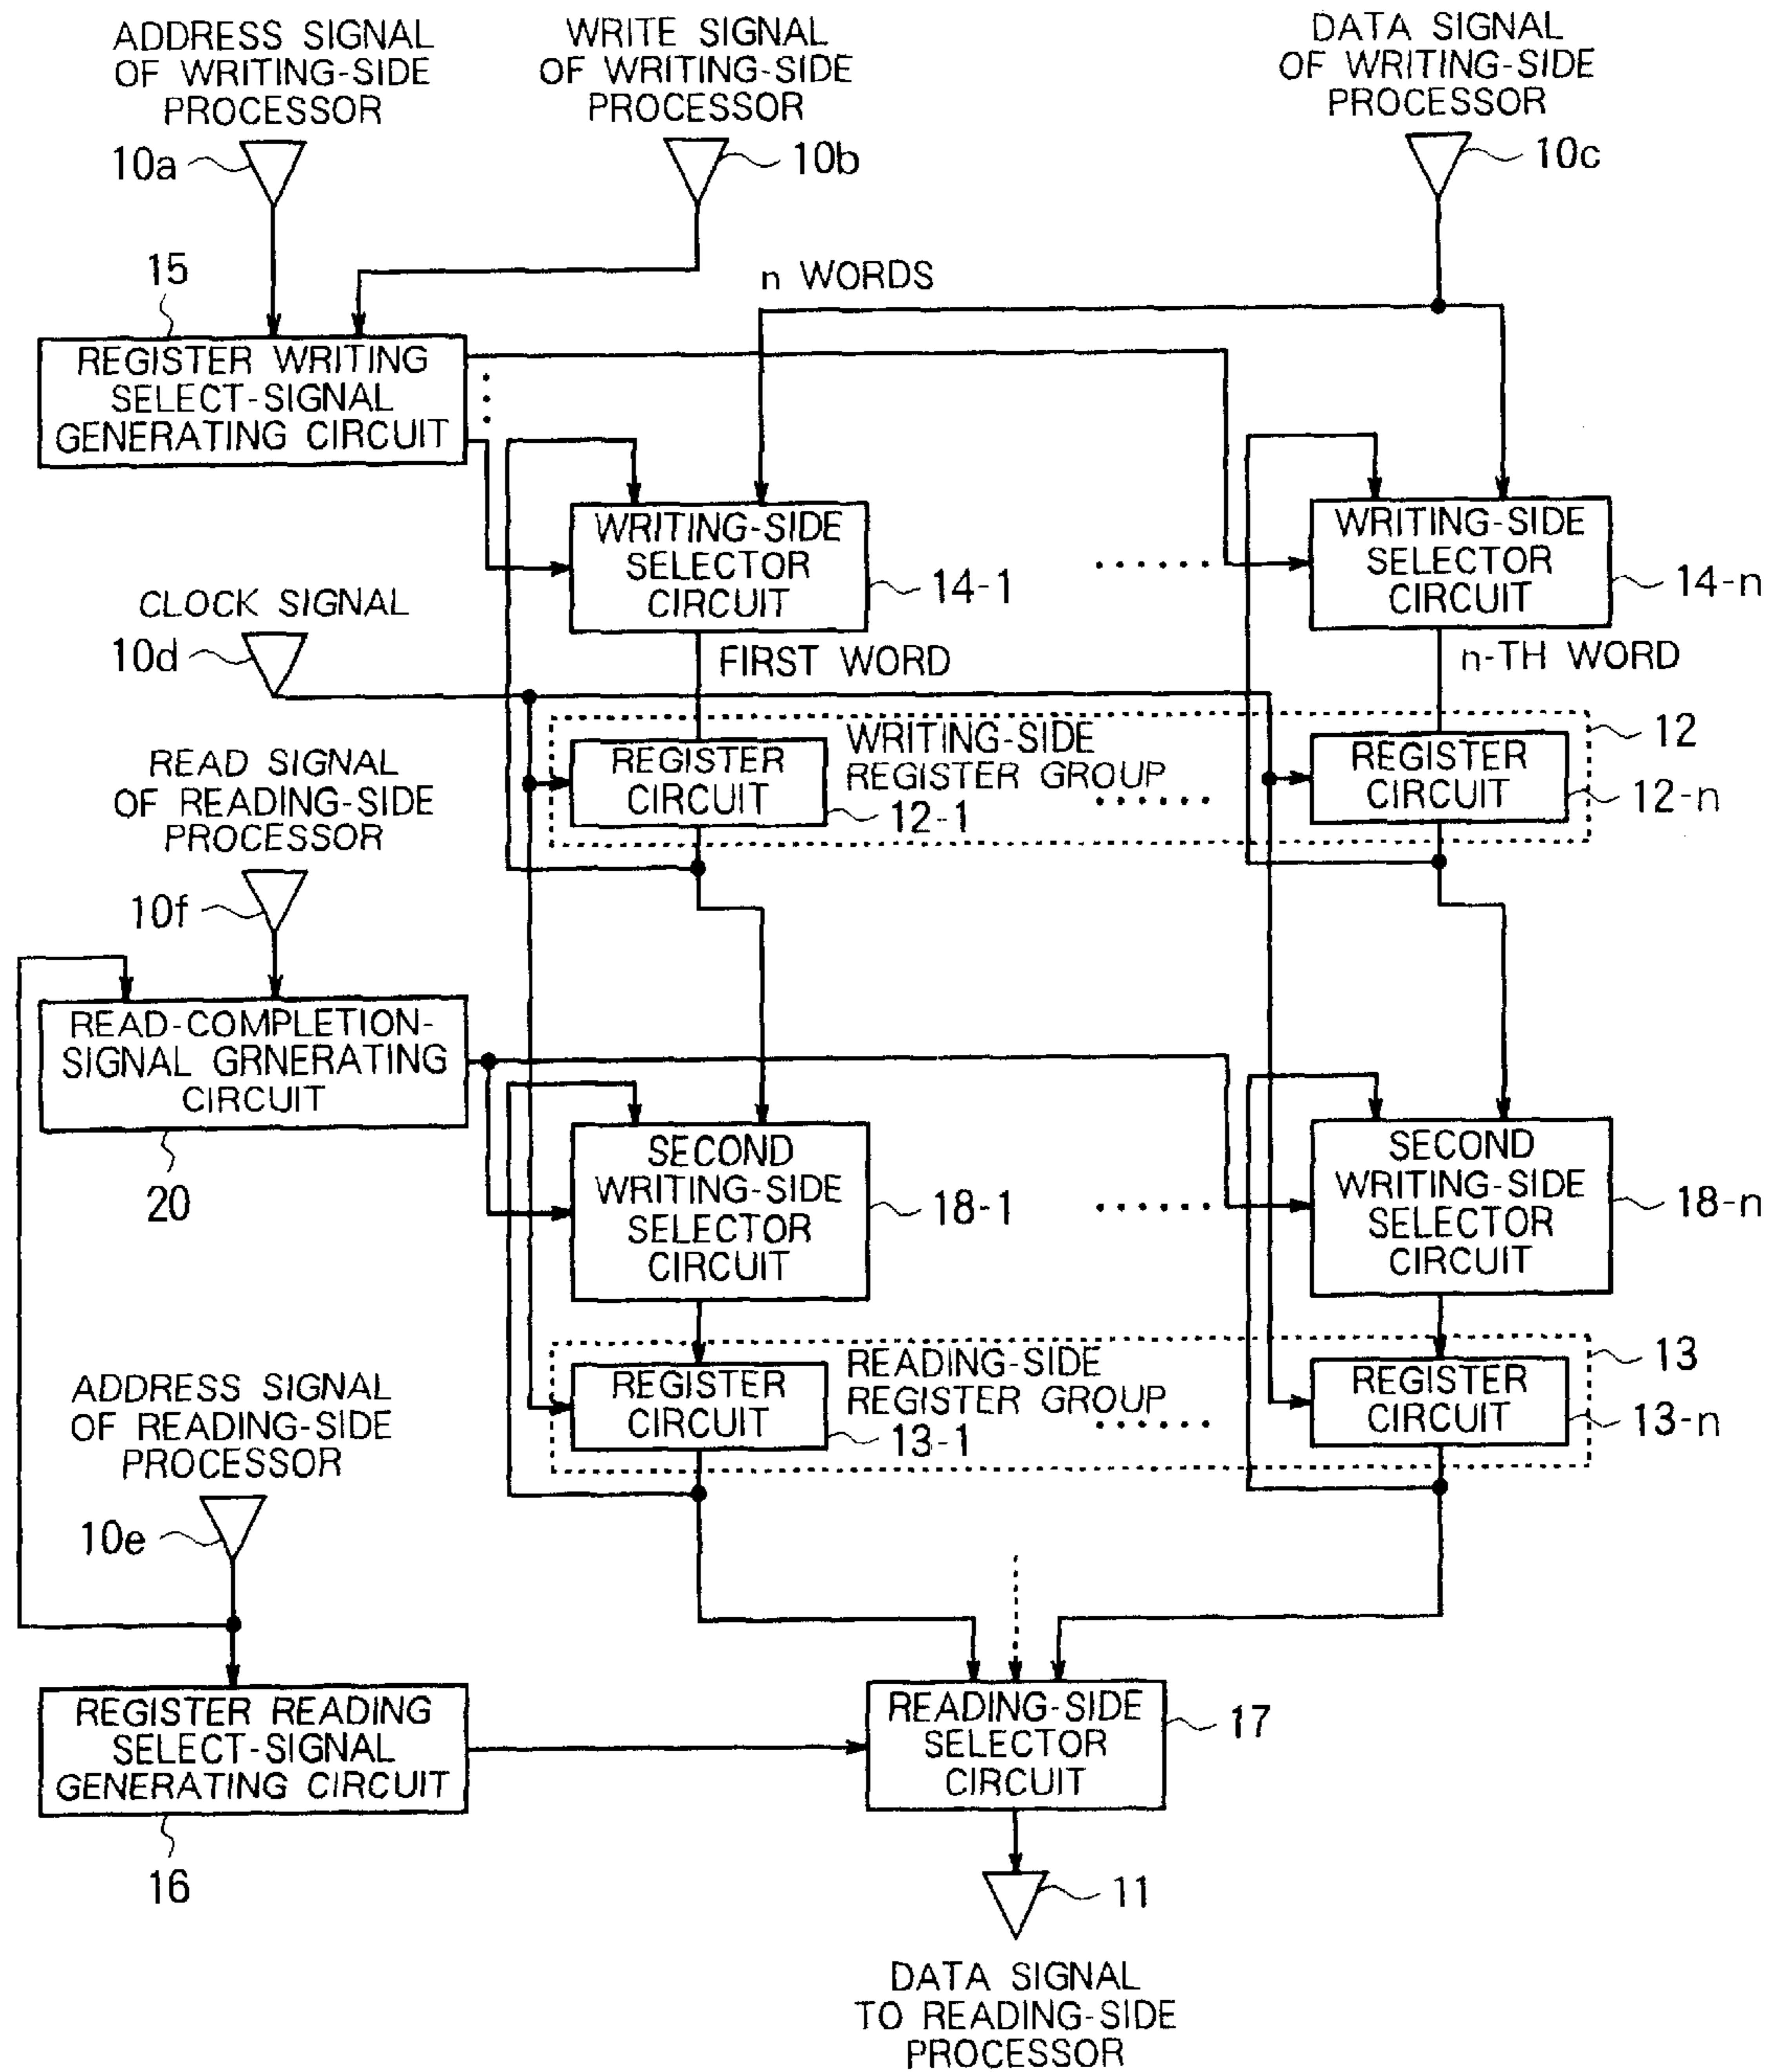 ADDRESS SIGNAL
OF WRITING-SIDE
PROCESSOR
10a
WRITE SIGNAL
OF WRITING-SIDE
PROCESSOR
10b
DATA SIGNAL
OF WRITING-SIDE
PROCESSOR
10c
15
n WORDS
REGISTER WRITING
SELECT-SIGNAL
GENERATING CIRCUIT
WRITING-SIDE
SELECTOR
CIRCUIT
14-1
WRITING-SIDE
SELECTOR
CIRCUIT
14-n
CLOCK SIGNAL
10d
FIRST WORD
n-TH WORD
WRITING-SIDE
REGISTER GROUP
12
REGISTER
CIRCUIT
12-1
REGISTER
CIRCUIT
12-n
READ SIGNAL
OF READING-SIDE
PROCESSOR
10f
READ-COMPLETION-
SIGNAL GRNERATING
CIRCUIT
20
SECOND
WRITING-SIDE
SELECTOR
CIRCUIT
18-1
SECOND
WRITING-SIDE
SELECTOR
CIRCUIT
18-n
READING-SIDE
REGISTER GROUP
13
REGISTER
CIRCUIT
13-1
REGISTER
CIRCUIT
13-n
ADDRESS SIGNAL
OF READING-SIDE
PROCESSOR
10e
REGISTER READING
SELECT-SIGNAL
GENERATING CIRCUIT
16
READING-SIDE
SELECTOR
CIRCUIT
17
11
DATA SIGNAL
TO READING-SIDE
PROCESSOR